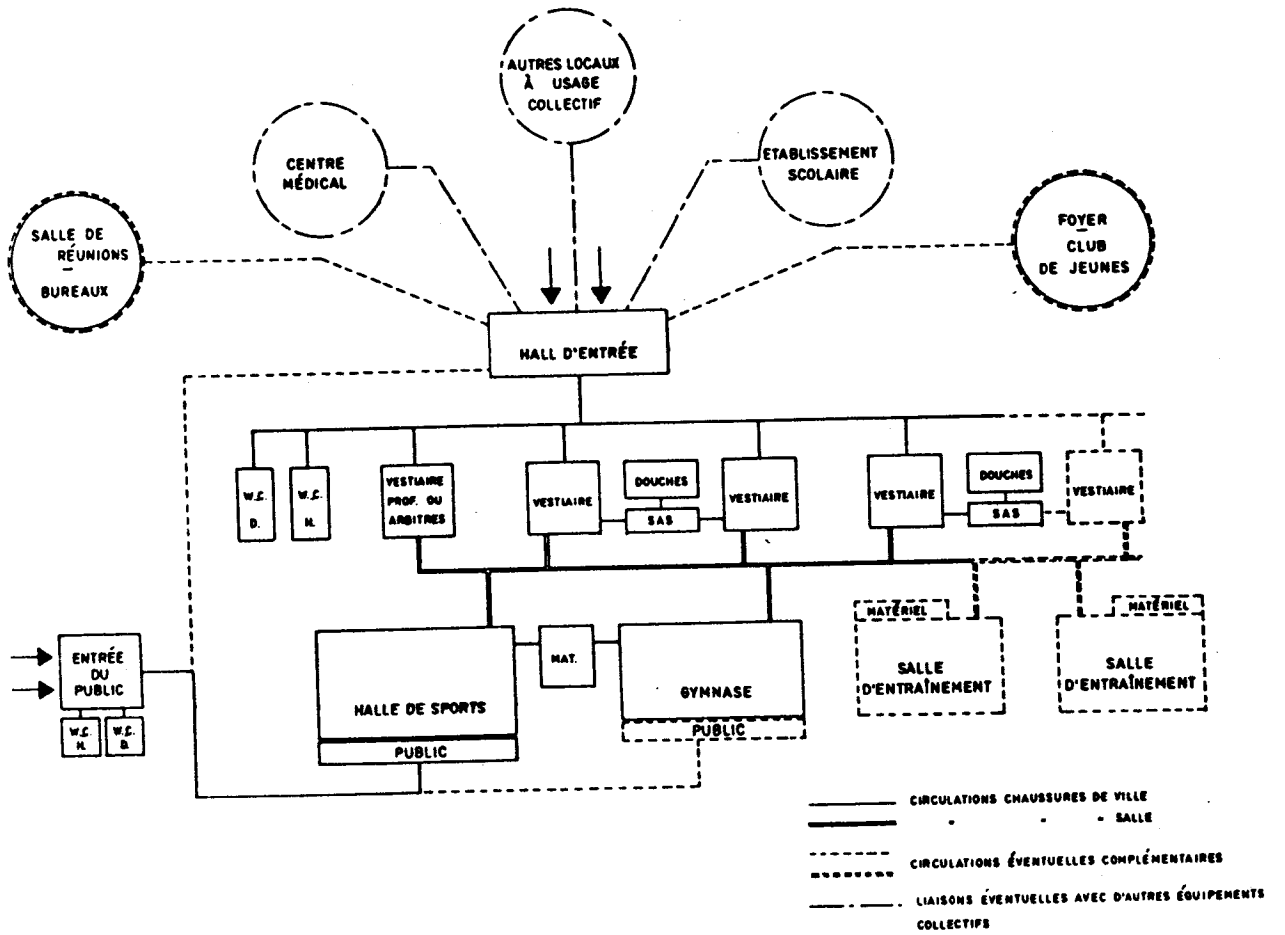 AUTRES LOCAUX
À USAGE
COLLECTIF
CENTRE
MÉDICAL
ETABLISSEMENT
SCOLAIRE
SALLE DE
RÉUNIONS
–
BUREAUX
FOYER
–
CLUB
DE JEUNES
HALL D'ENTRÉE
W.C.
D.
W.C.
H.
VESTIAIRE
PROF. OU
ARBITRES
VESTIAIRE
DOUCHES
SAS
VESTIAIRE
VESTIAIRE
DOUCHES
SAS
VESTIAIRE
ENTRÉE
DU
PUBLIC
W.C.
H.
W.C.
D.
HALLE DE SPORTS
PUBLIC
MAT.
GYMNASE
PUBLIC
MATÉRIEL
SALLE
D'ENTRAÎNEMENT
MATÉRIEL
SALLE
D'ENTRAÎNEMENT
CIRCULATIONS CHAUSSURES DE VILLE
" " " SALLE
CIRCULATIONS ÉVENTUELLES COMPLÉMENTAIRES
LIAISONS ÉVENTUELLES AVEC D'AUTRES ÉQUIPEMENTS
COLLECTIFS